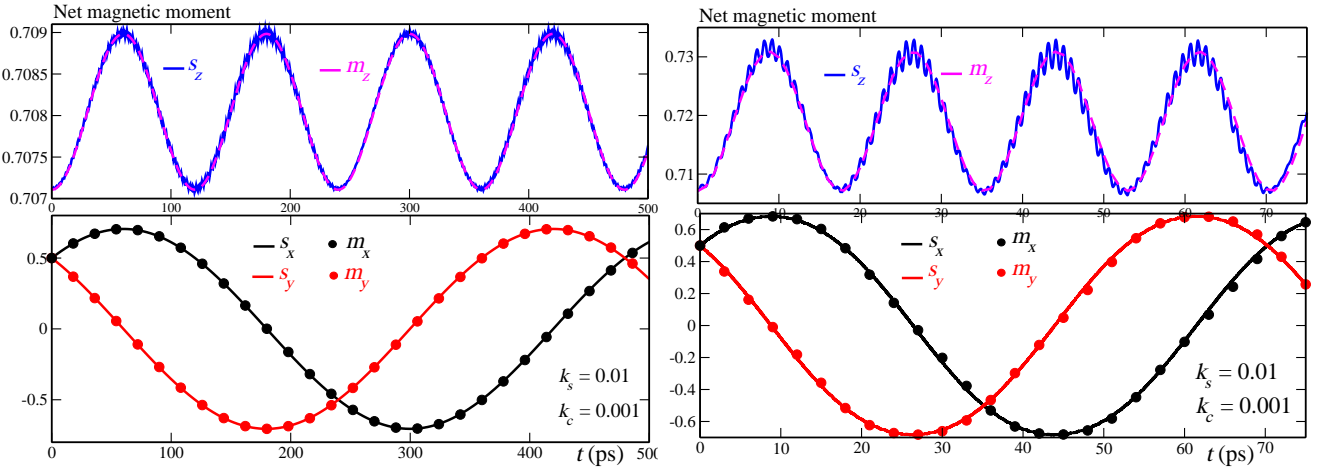 Net magnetic moment
0.709
0.7085
0.708
0.7075
0.707
s_z
m_z
0 100 200 300 400 500
0.5
0
-0.5
s_x
m_x
s_y
m_y
k_s = 0.01
k_c = 0.001
0 100 200 300 400 t (ps) 500
Net magnetic moment
0.73
0.72
0.71
s_z
m_z
0 10 20 30 40 50 60 70
0.6
0.4
0.2
0
-0.2
-0.4
-0.6
s_x
m_x
s_y
m_y
k_s = 0.01
k_c = 0.001
0 10 20 30 40 50 60 70 t (ps)